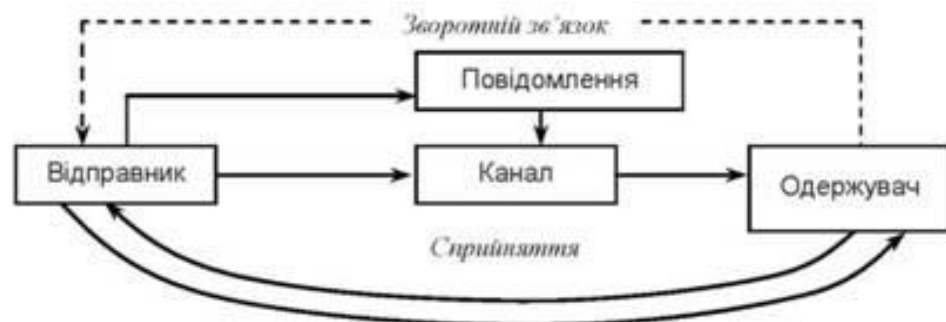 Зворотній зв'язок
Повідомлення
Відправник
Канал
Одержувач
Сприйняття